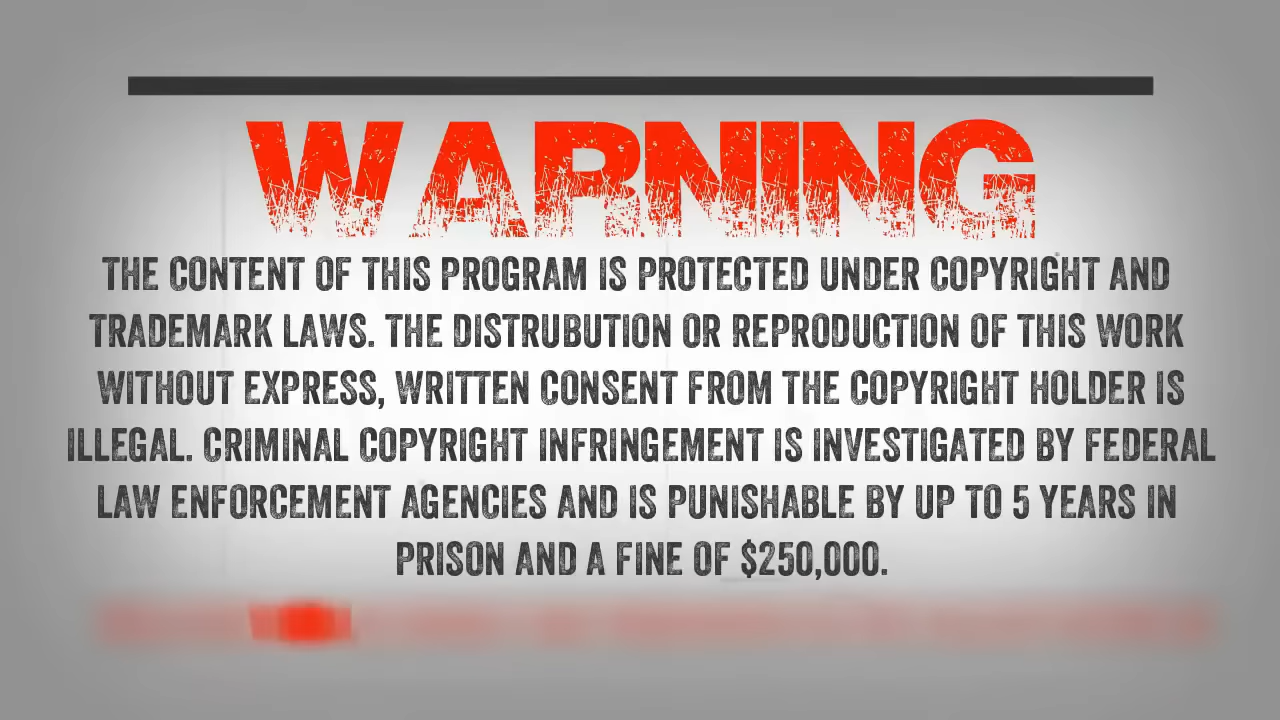 WARNING
THE CONTENT OF THIS PROGRAM IS PROTECTED UNDER COPYRIGHT AND
TRADEMARK LAWS. THE DISTRUBUTION OR REPRODUCTION OF THIS WORK
WITHOUT EXPRESS, WRITTEN CONSENT FROM THE COPYRIGHT HOLDER IS
ILLEGAL. CRIMINAL COPYRIGHT INFRINGEMENT IS INVESTIGATED BY FEDERAL
LAW ENFORCEMENT AGENCIES AND IS PUNISHABLE BY UP TO 5 YEARS IN
PRISON AND A FINE OF $250,000.